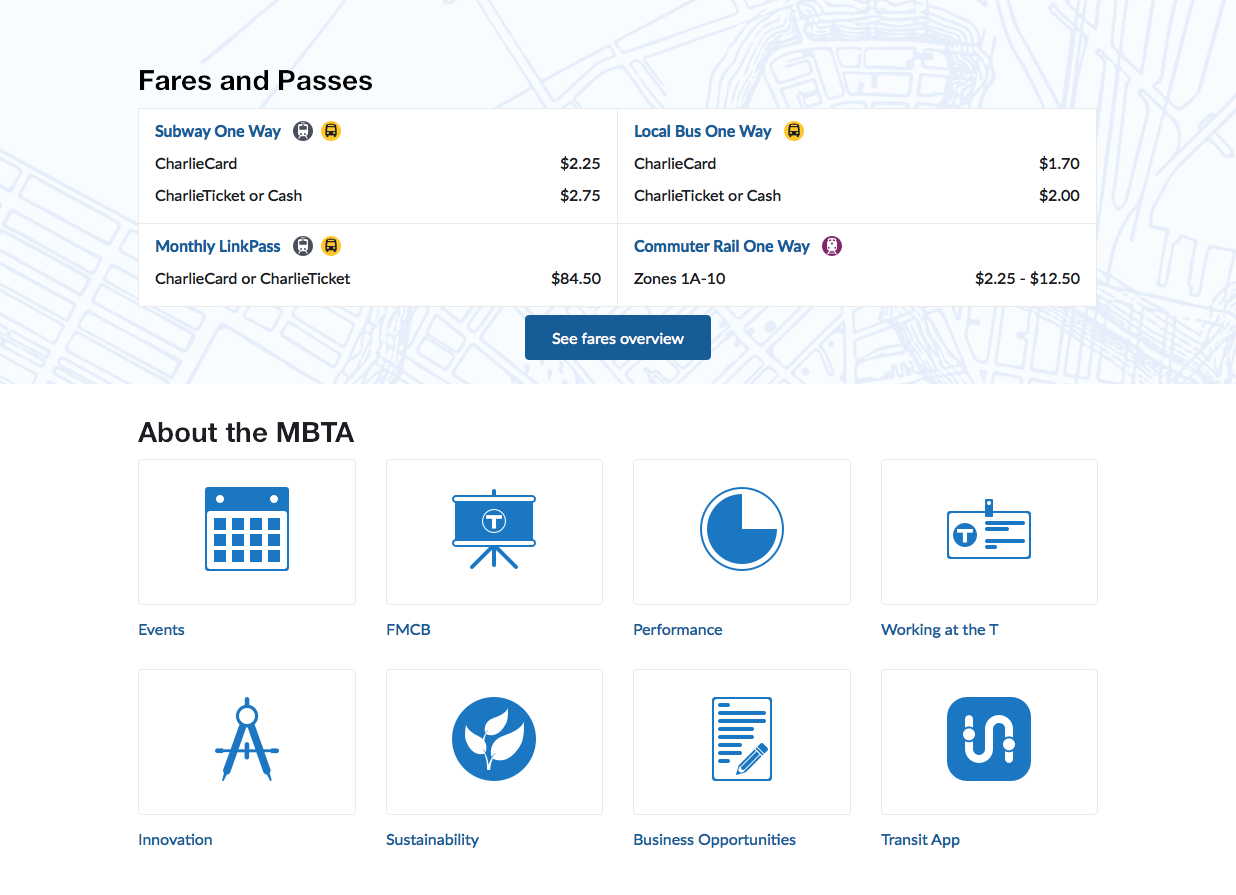 Fares and Passes
Subway One Way
CharlieCard $2.25
CharlieTicket or Cash $2.75
Local Bus One Way
CharlieCard $1.70
CharlieTicket or Cash $2.00
Monthly LinkPass
CharlieCard or CharlieTicket $84.50
Commuter Rail One Way
Zones 1A-10 $2.25 - $12.50
See fares overview
About the MBTA
T
T
Events
FMCB
Performance
Working at the T
Innovation
Sustainability
Business Opportunities
Transit App